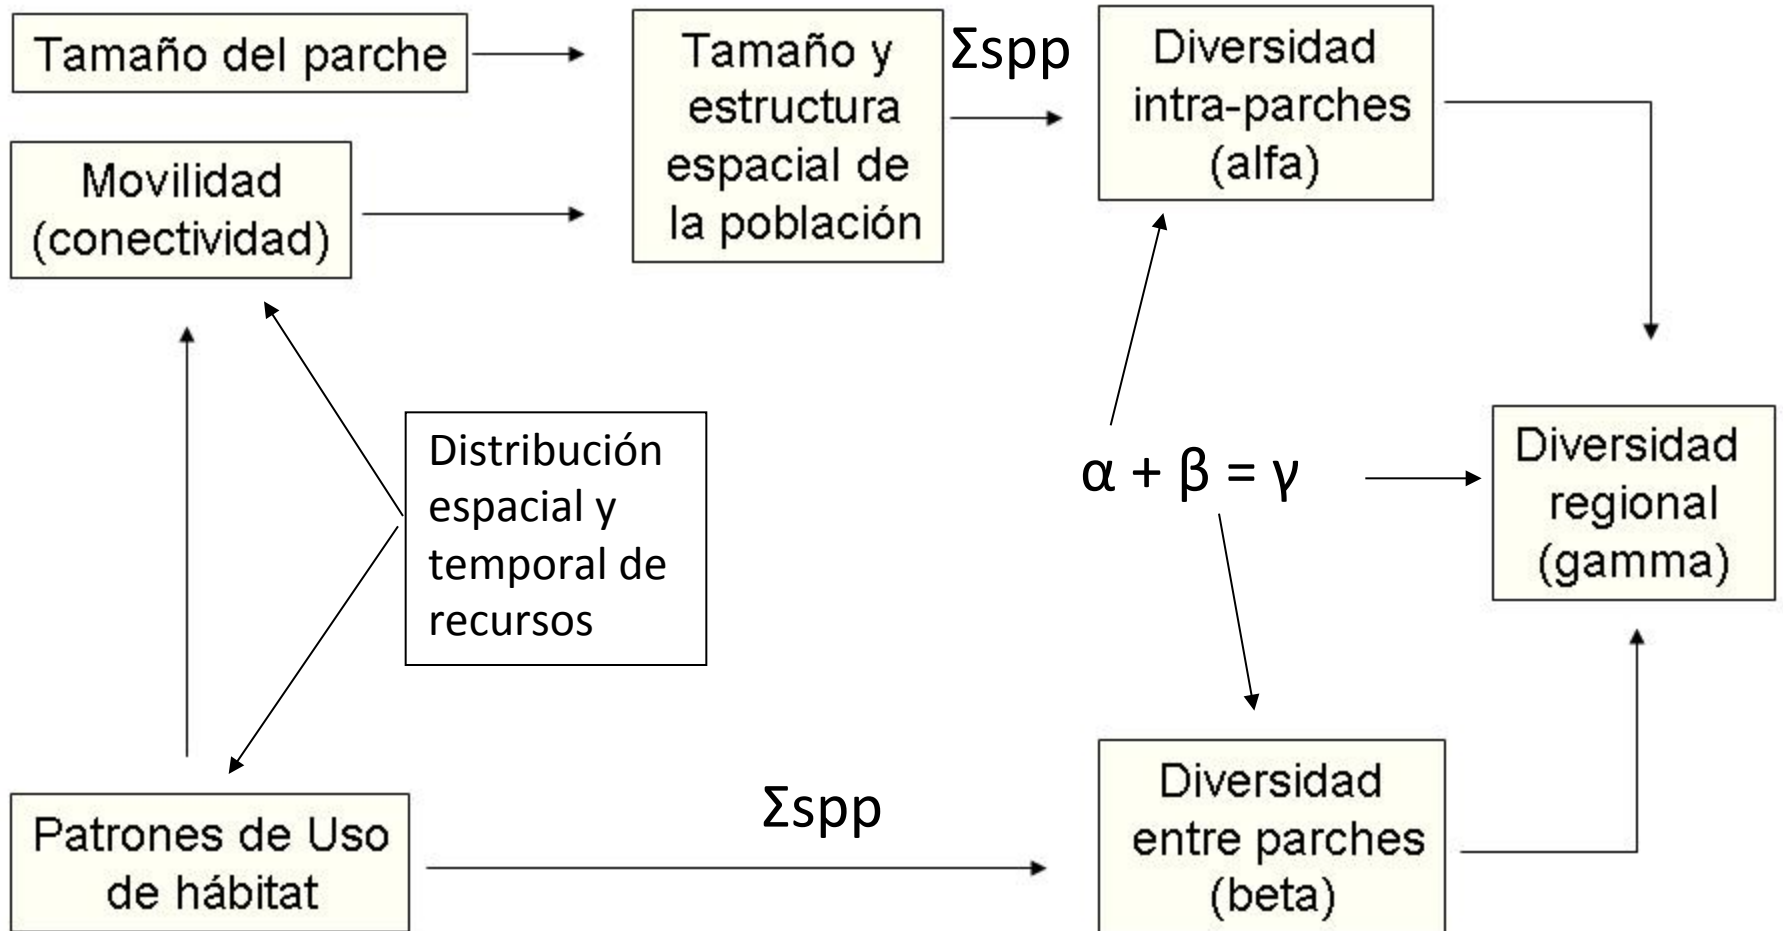 Tamaño del parche
Tamaño y
estructura
espacial de
la población
Σspp
Diversidad
intra-parches
(alfa)
Movilidad
(conectividad)
Distribución
espacial y
temporal de
recursos
α + β = γ
Diversidad
regional
(gamma)
Patrones de Uso
de hábitat
Σspp
Diversidad
entre parches
(beta)